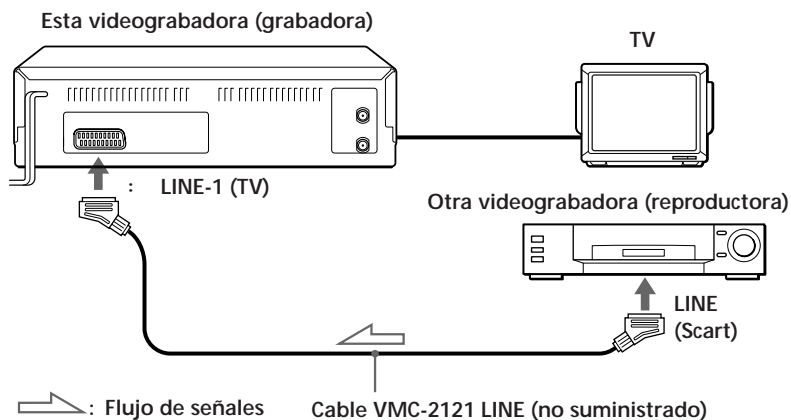 Esta videograbadora (grabadora)
TV
: LINE-1 (TV)
Otra videograbadora (reproductora)
LINE
(Scart)
: Flujo de señales
Cable VMC-2121 LINE (no suministrado)